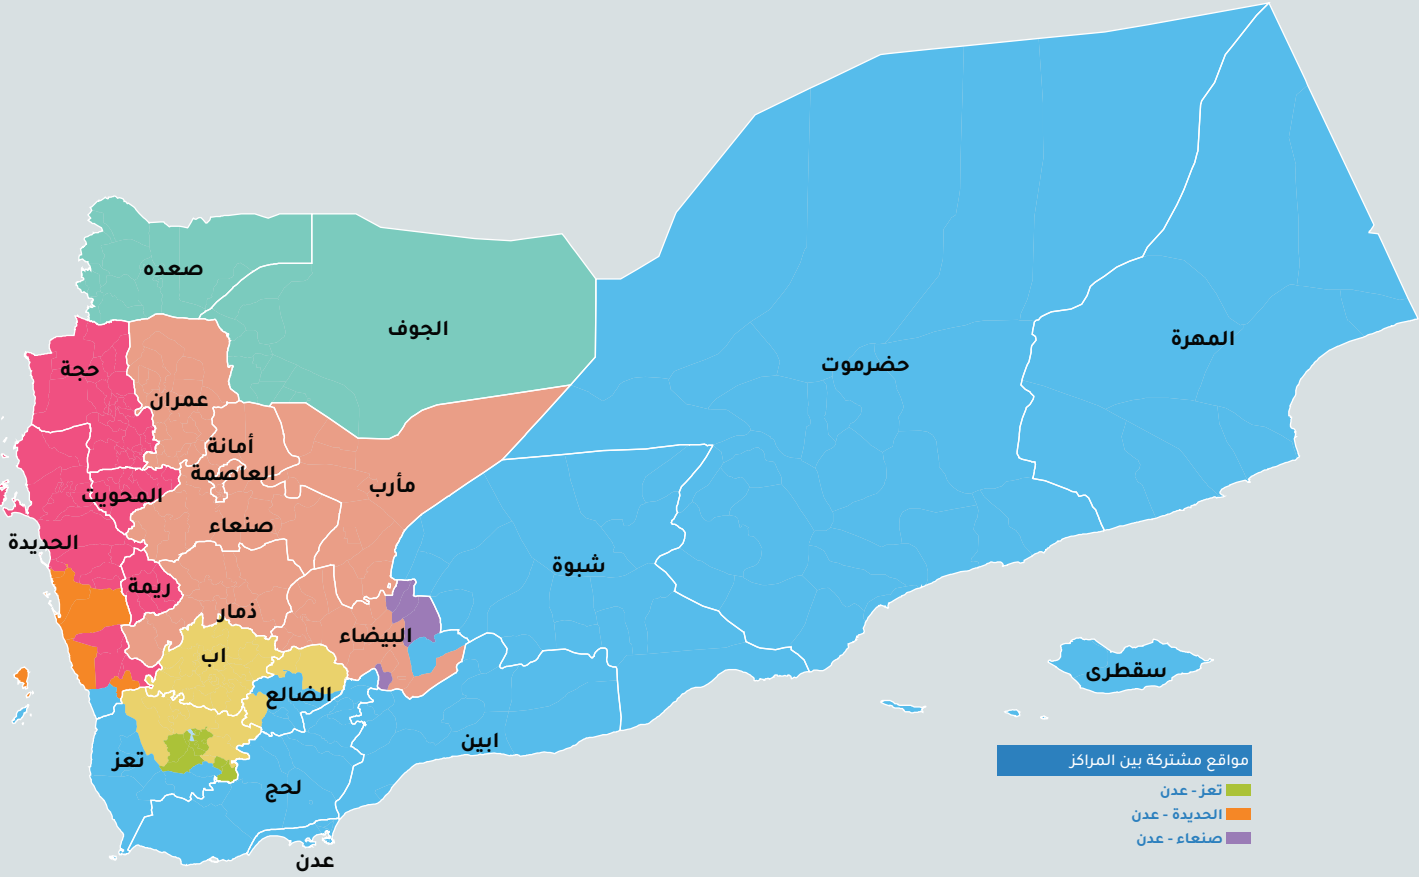 صعده
الجوف
المهرة
حضرموت
حجة
عمران
أمانة
العاصمة
مأرب
المحويت
صنعاء
الحديدة
شبوة
ريمة
ذمار
البيضاء
اب
سقطرى
الضالع
ابين
تعز
لحج
عدن
مواقع مشتركة بين المراكز
تعز - عدن
الحديدة - عدن
صنعاء - عدن